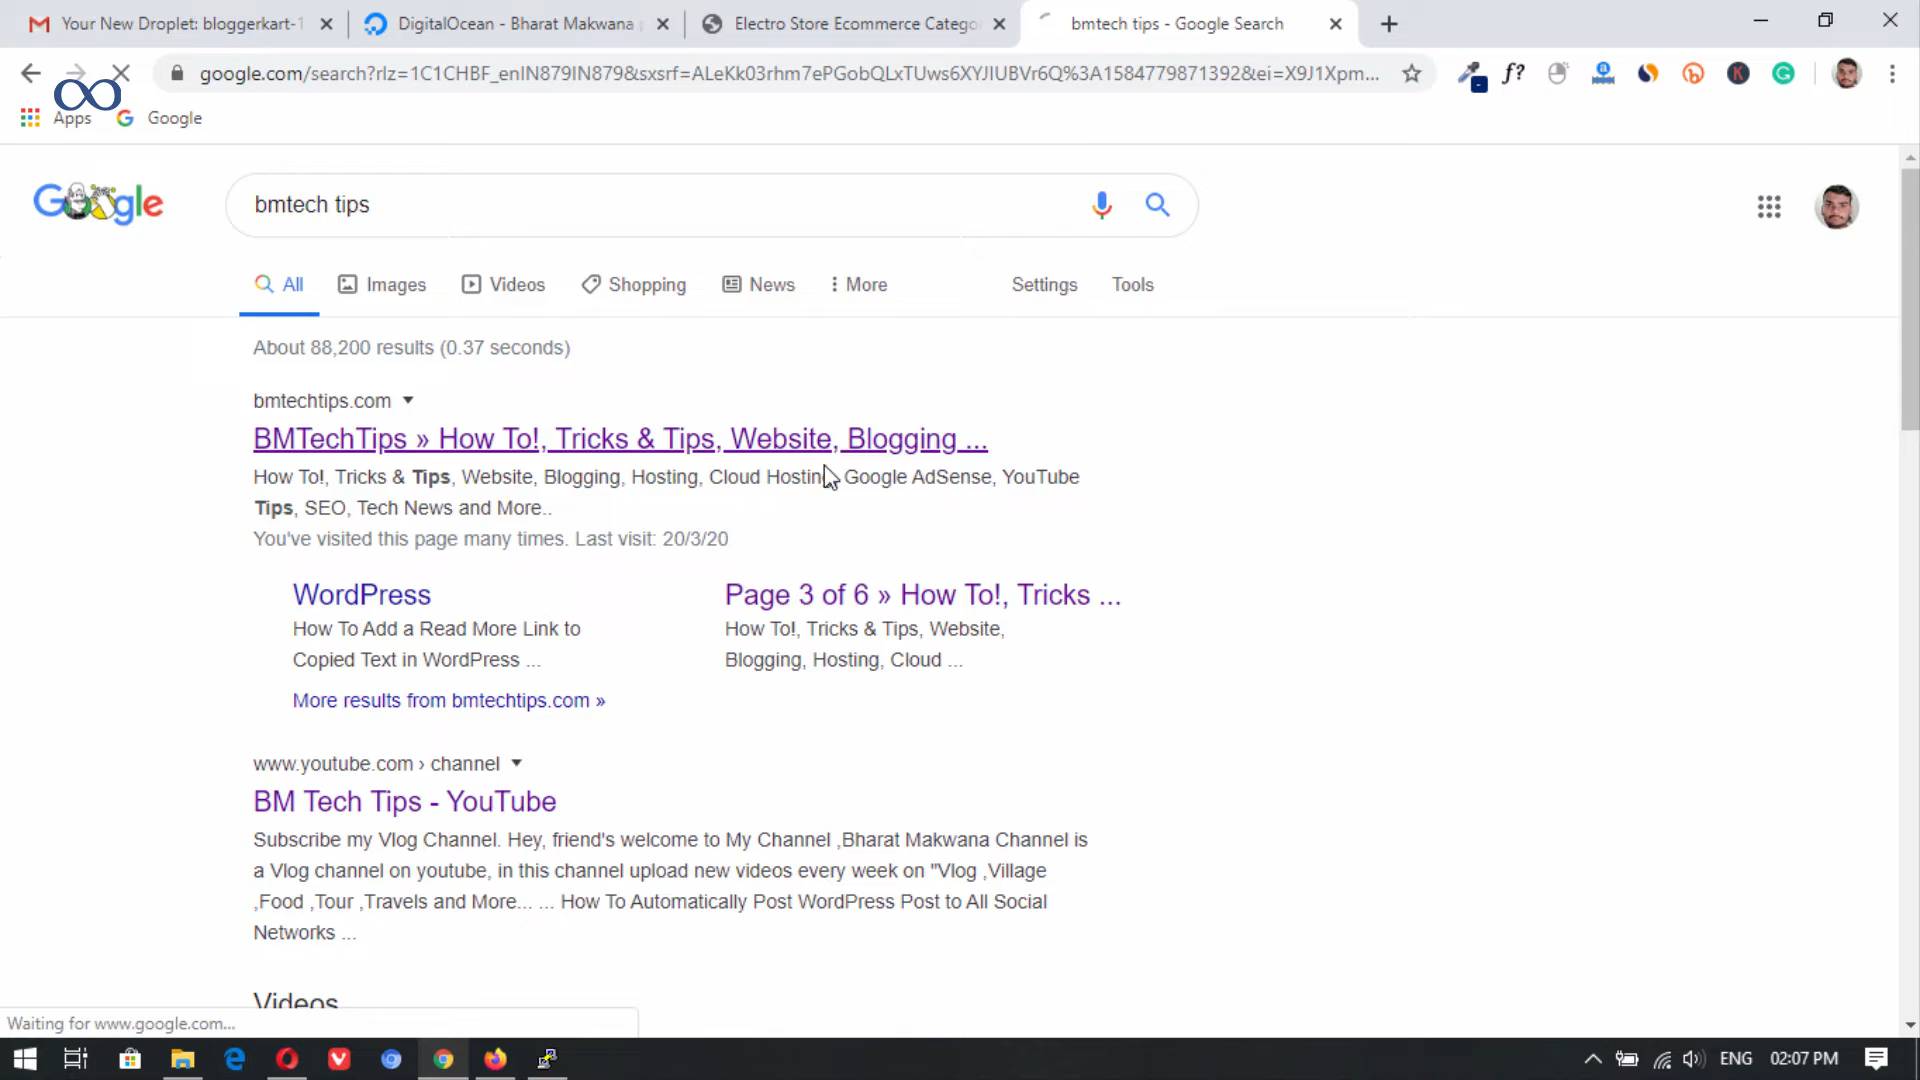 Your New Droplet: bloggerkart-1
DigitalOcean - Bharat Makwana
Electro Store Ecommerce Catego
bmtech tips - Google Search
google.com/search?rlz=1C1CHBF_enIN879IN879&sxsrf=ALeKk03rhm7ePGobQLxTUws6XYJIUBVr6Q%3A1584779871392&ei=X9J1Xpm...
f?
Apps
Google
Google
bmtech tips
All
Images
Videos
Shopping
News
More
Settings
Tools
About 88,200 results (0.37 seconds)
bmtechtips.com
BMTechTips » How To!, Tricks & Tips, Website, Blogging ...
How To!, Tricks & Tips, Website, Blogging, Hosting, Cloud Hosting, Google AdSense, YouTube
Tips, SEO, Tech News and More..
You've visited this page many times. Last visit: 20/3/20
WordPress
How To Add a Read More Link to
Copied Text in WordPress ...
Page 3 of 6 » How To!, Tricks ...
How To!, Tricks & Tips, Website,
Blogging, Hosting, Cloud ...
More results from bmtechtips.com »
www.youtube.com › channel
BM Tech Tips - YouTube
Subscribe my Vlog Channel. Hey, friend's welcome to My Channel ,Bharat Makwana Channel is
a Vlog channel on youtube, in this channel upload new videos every week on "Vlog ,Village
,Food ,Tour ,Travels and More... ... How To Automatically Post WordPress Post to All Social
Networks ...
Videos
Waiting for www.google.com...
ENG
02:07 PM